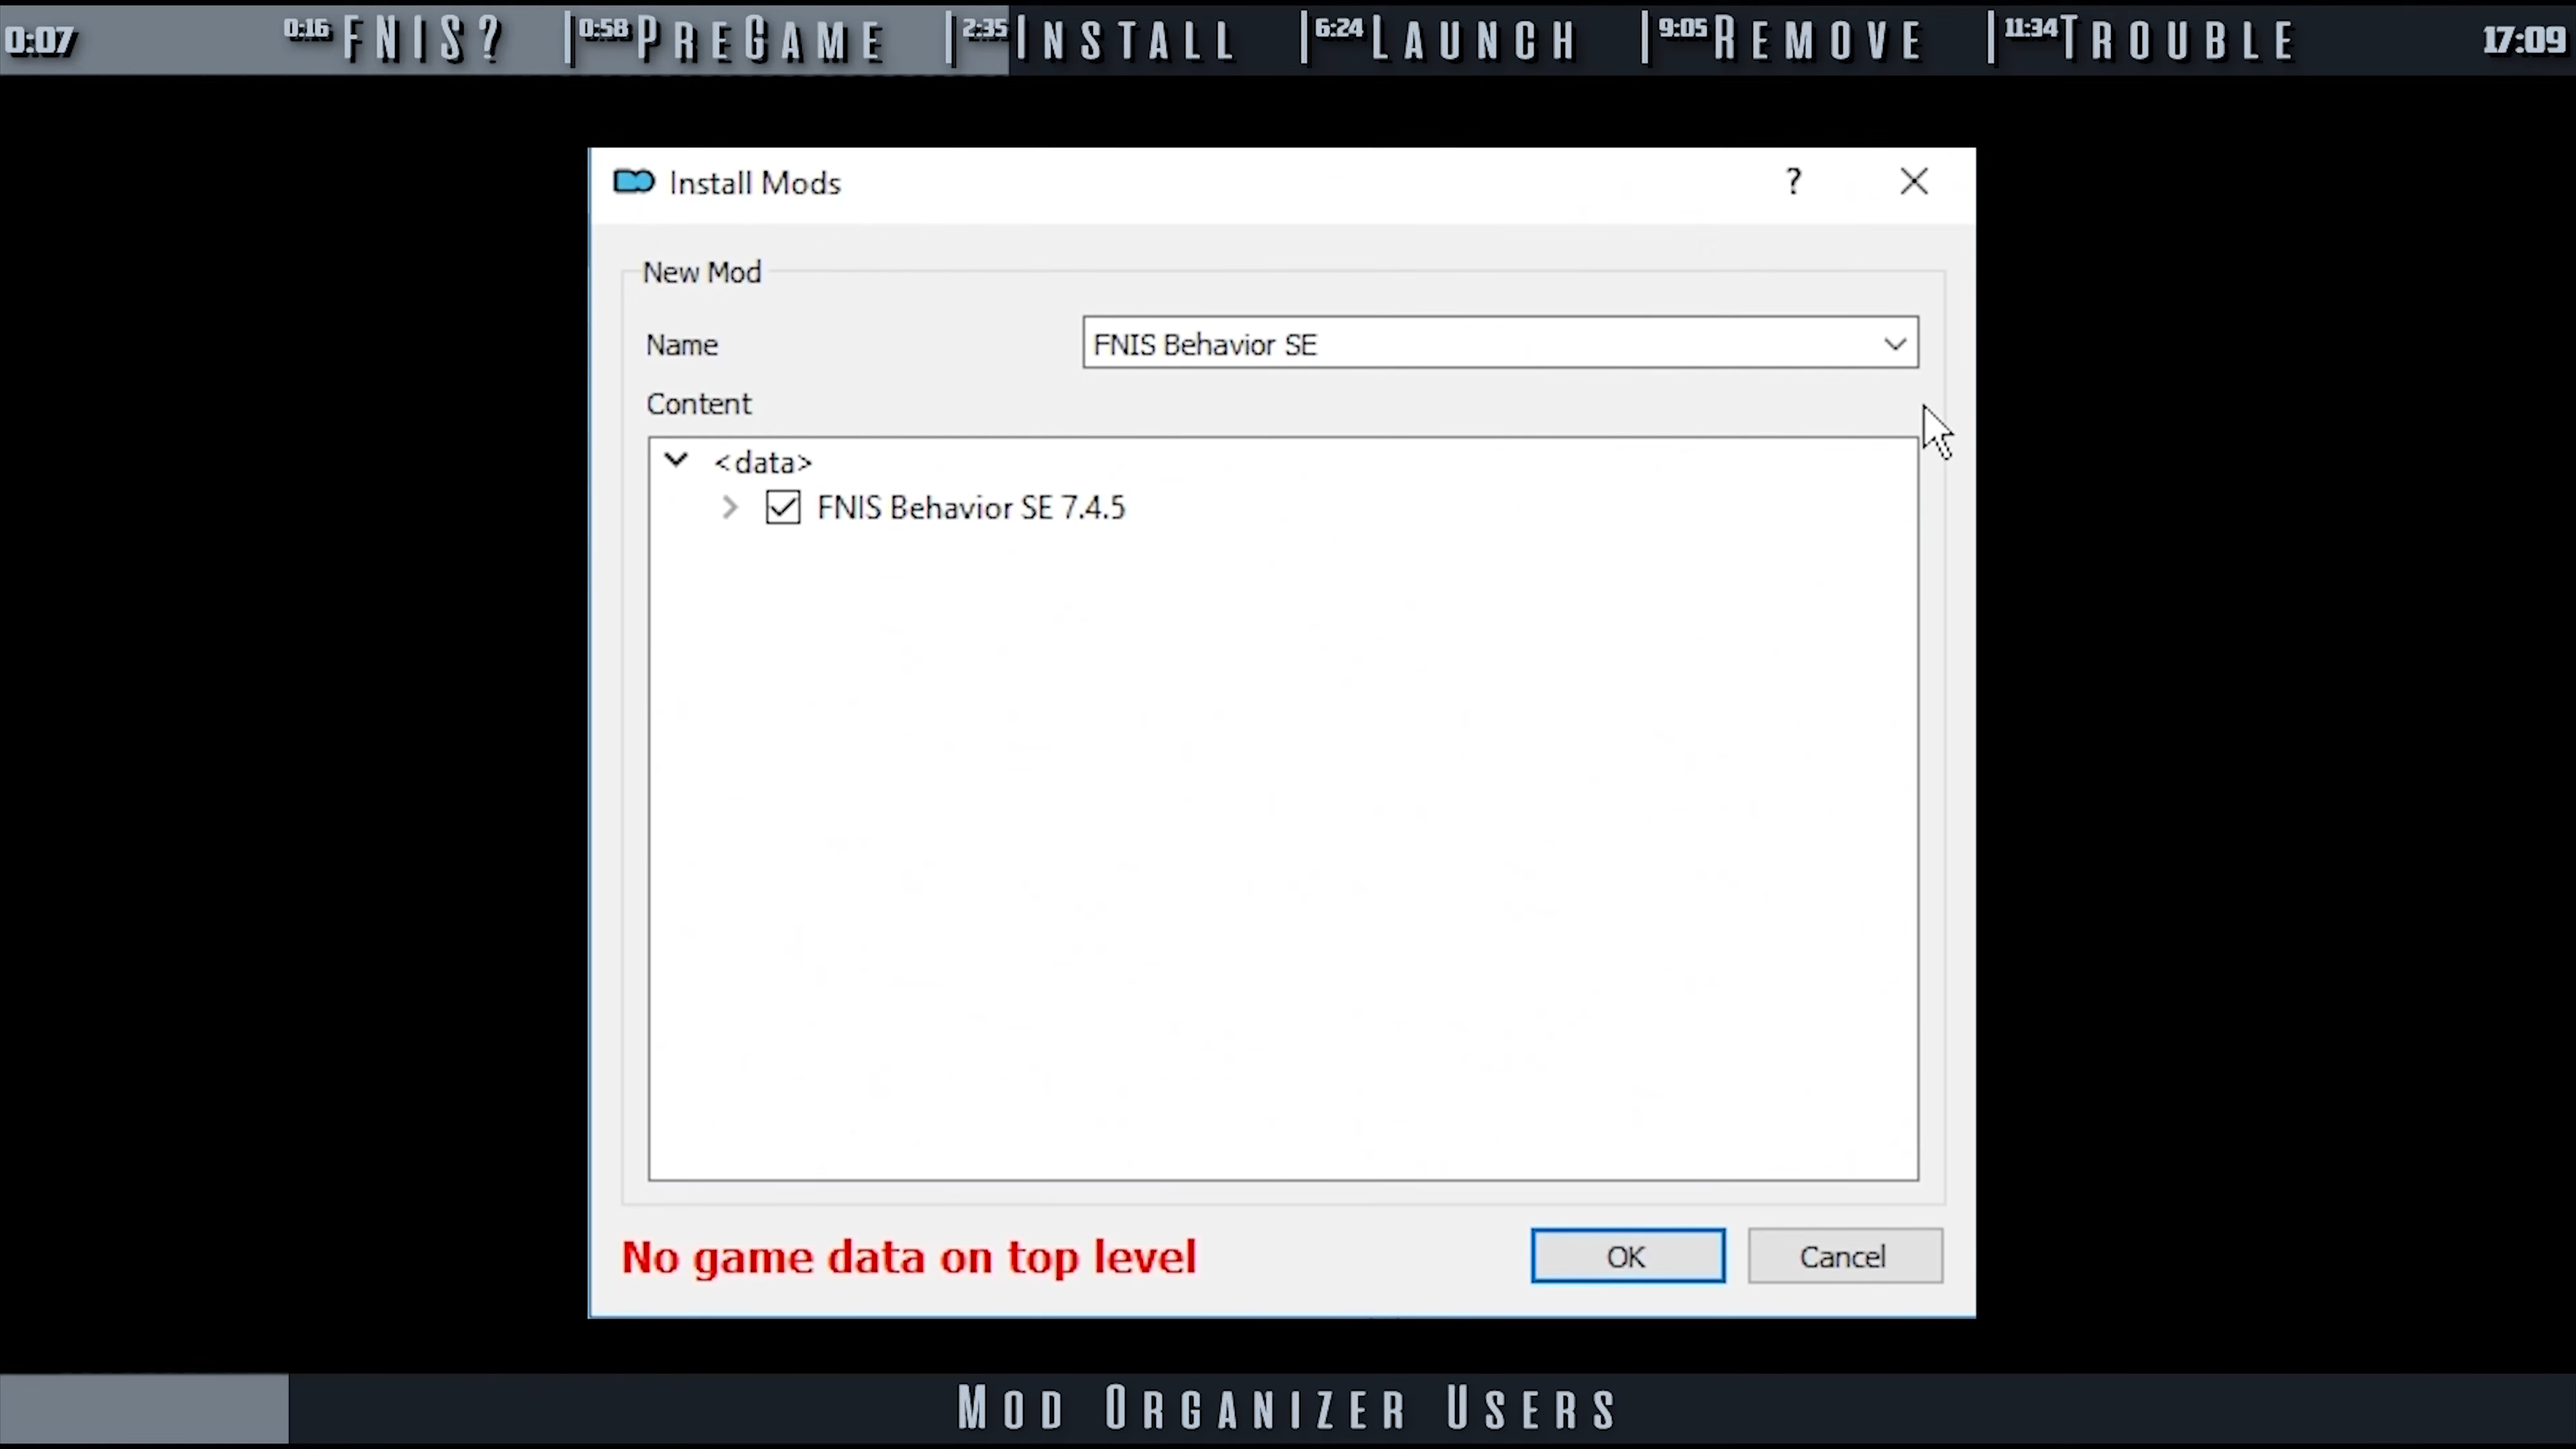 0:07 0:16 FNIS? 0:58 PREGAME 2:35 INSTALL 6:24 LAUNCH 9:05 REMOVE 11:34 TROUBLE 17:09
Install Mods ?
New Mod
Name FNIS Behavior SE
Content
<data>
FNIS Behavior SE 7.4.5
No game data on top level OK Cancel
MOD ORGANIZER USERS